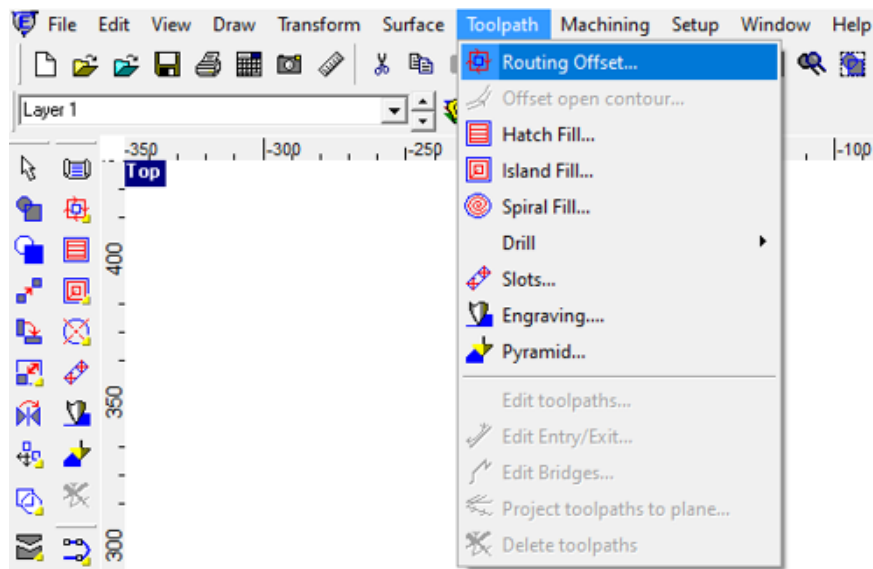 File Edit View Draw Transform Surface Toolpath Machining Setup Window Help
Layer 1
Routing Offset...
Offset open contour...
Hatch Fill...
Island Fill...
Spiral Fill...
Drill
Slots...
Engraving....
Pyramid...
Edit toolpaths...
Edit Entry/Exit...
Edit Bridges...
Project toolpaths to plane...
Delete toolpaths
-350 -300 -250 -100
Top
400
350
300